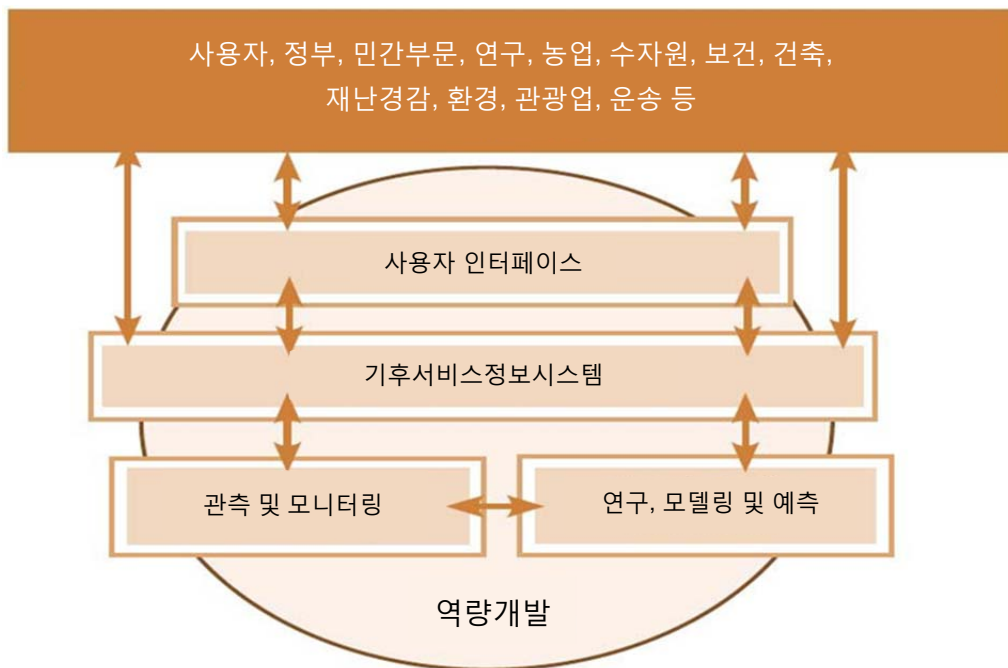 사용자, 정부, 민간부문, 연구, 농업, 수자원, 보건, 건축,
재난경감, 환경, 관광업, 운송 등
사용자 인터페이스
기후서비스정보시스템
관측 및 모니터링
연구, 모델링 및 예측
역량개발